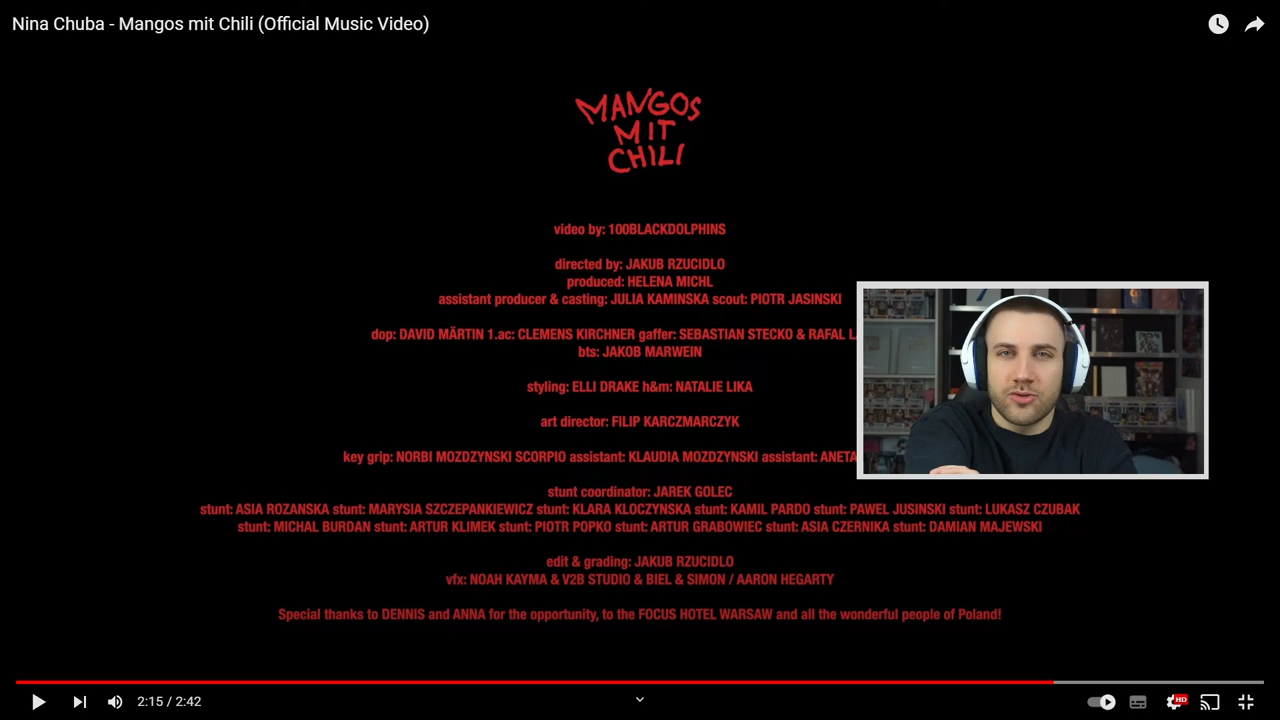 Nina Chuba - Mangos mit Chili (Official Music Video)
MANGOS
MIT
CHILI
video by: 100BLACKDOLPHINS
directed by: JAKUB RZUCIDLO
produced: HELENA MICHL
assistant producer & casting: JULIA KAMINSKA scout: PIOTR JASINSKI
dop: DAVID MÄRTIN 1.ac: CLEMENS KIRCHNER gaffer: SEBASTIAN STECKO & RAFAL
bts: JAKOB MARWEIN
styling: ELLI DRAKE h&m: NATALIE LIKA
art director: FILIP KARCZMARCZYK
key grip: NORBI MOZDZYNSKI SCORPIO assistant: KLAUDIA MOZDZYNSKI assistant: ANETA
stunt coordinator: JAREK GOLEC
stunt: ASIA ROZANSKA stunt: MARYSIA SZCZEPANKIEWICZ stunt: KLARA KLOCZYNSKA stunt: KAMIL PARDO stunt: PAWEL JUSINSKI stunt: LUKASZ CZUBAK
stunt: MICHAL BURDAN stunt: ARTUR KLIMEK stunt: PIOTR POPKO stunt: ARTUR GRABOWIEC stunt: ASIA CZERNIKA stunt: DAMIAN MAJEWSKI
edit & grading: JAKUB RZUCIDLO
vfx: NOAH KAYMA & V2B STUDIO & BIEL & SIMON / AARON HEGARTY
Special thanks to DENNIS and ANNA for the opportunity, to the FOCUS HOTEL WARSAW and all the wonderful people of Poland!
2:15 / 2:42
HD